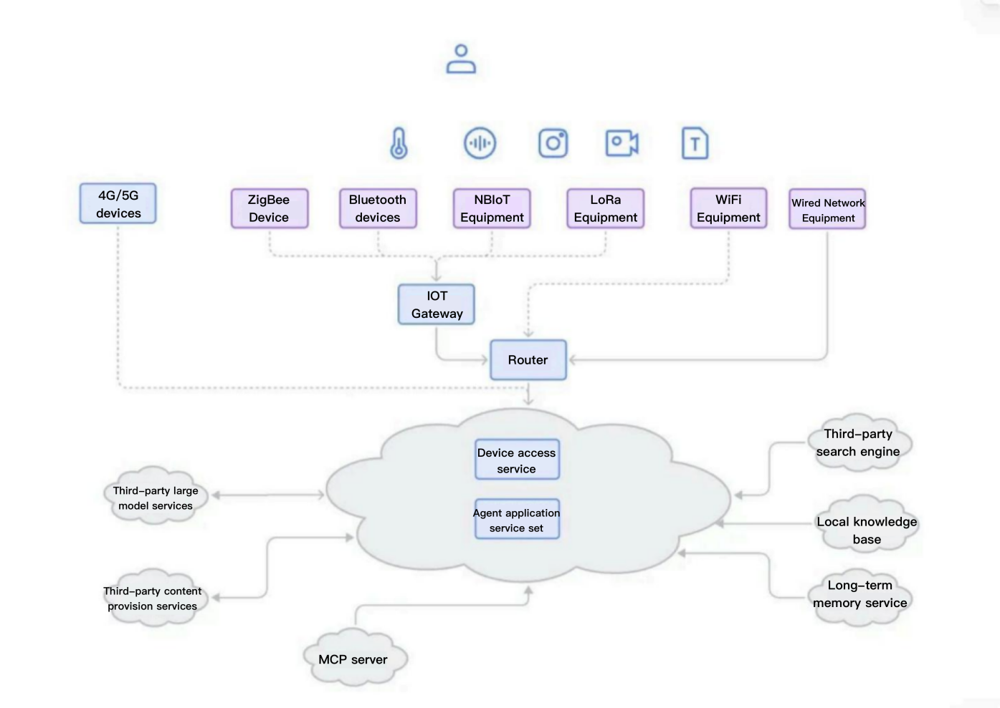 T
4G/5G
devices
ZigBee
Device
Bluetooth
devices
NBIoT
Equipment
LoRa
Equipment
WiFi
Equipment
Wired Network
Equipment
IOT
Gateway
Router
Device access
service
Agent application
service set
Third-party large
model services
Third-party content
provision services
MCP server
Third-party
search engine
Local knowledge
base
Long-term
memory service